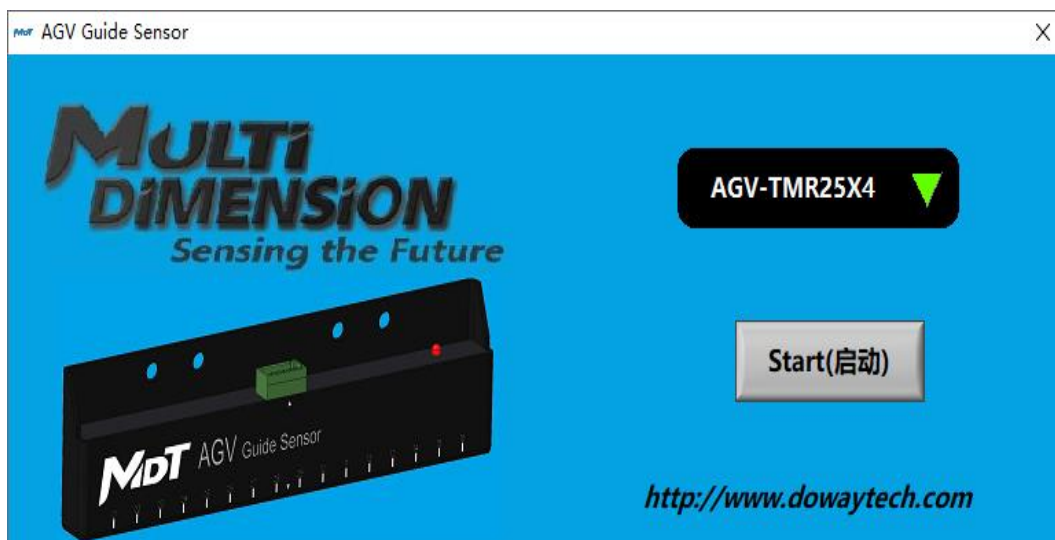 MDT AGV Guide Sensor X
MULTI
DIMENSION
Sensing the Future
AGV-TMR25X4
Start(启动)
MDT AGV Guide Sensor
http://www.dowaytech.com